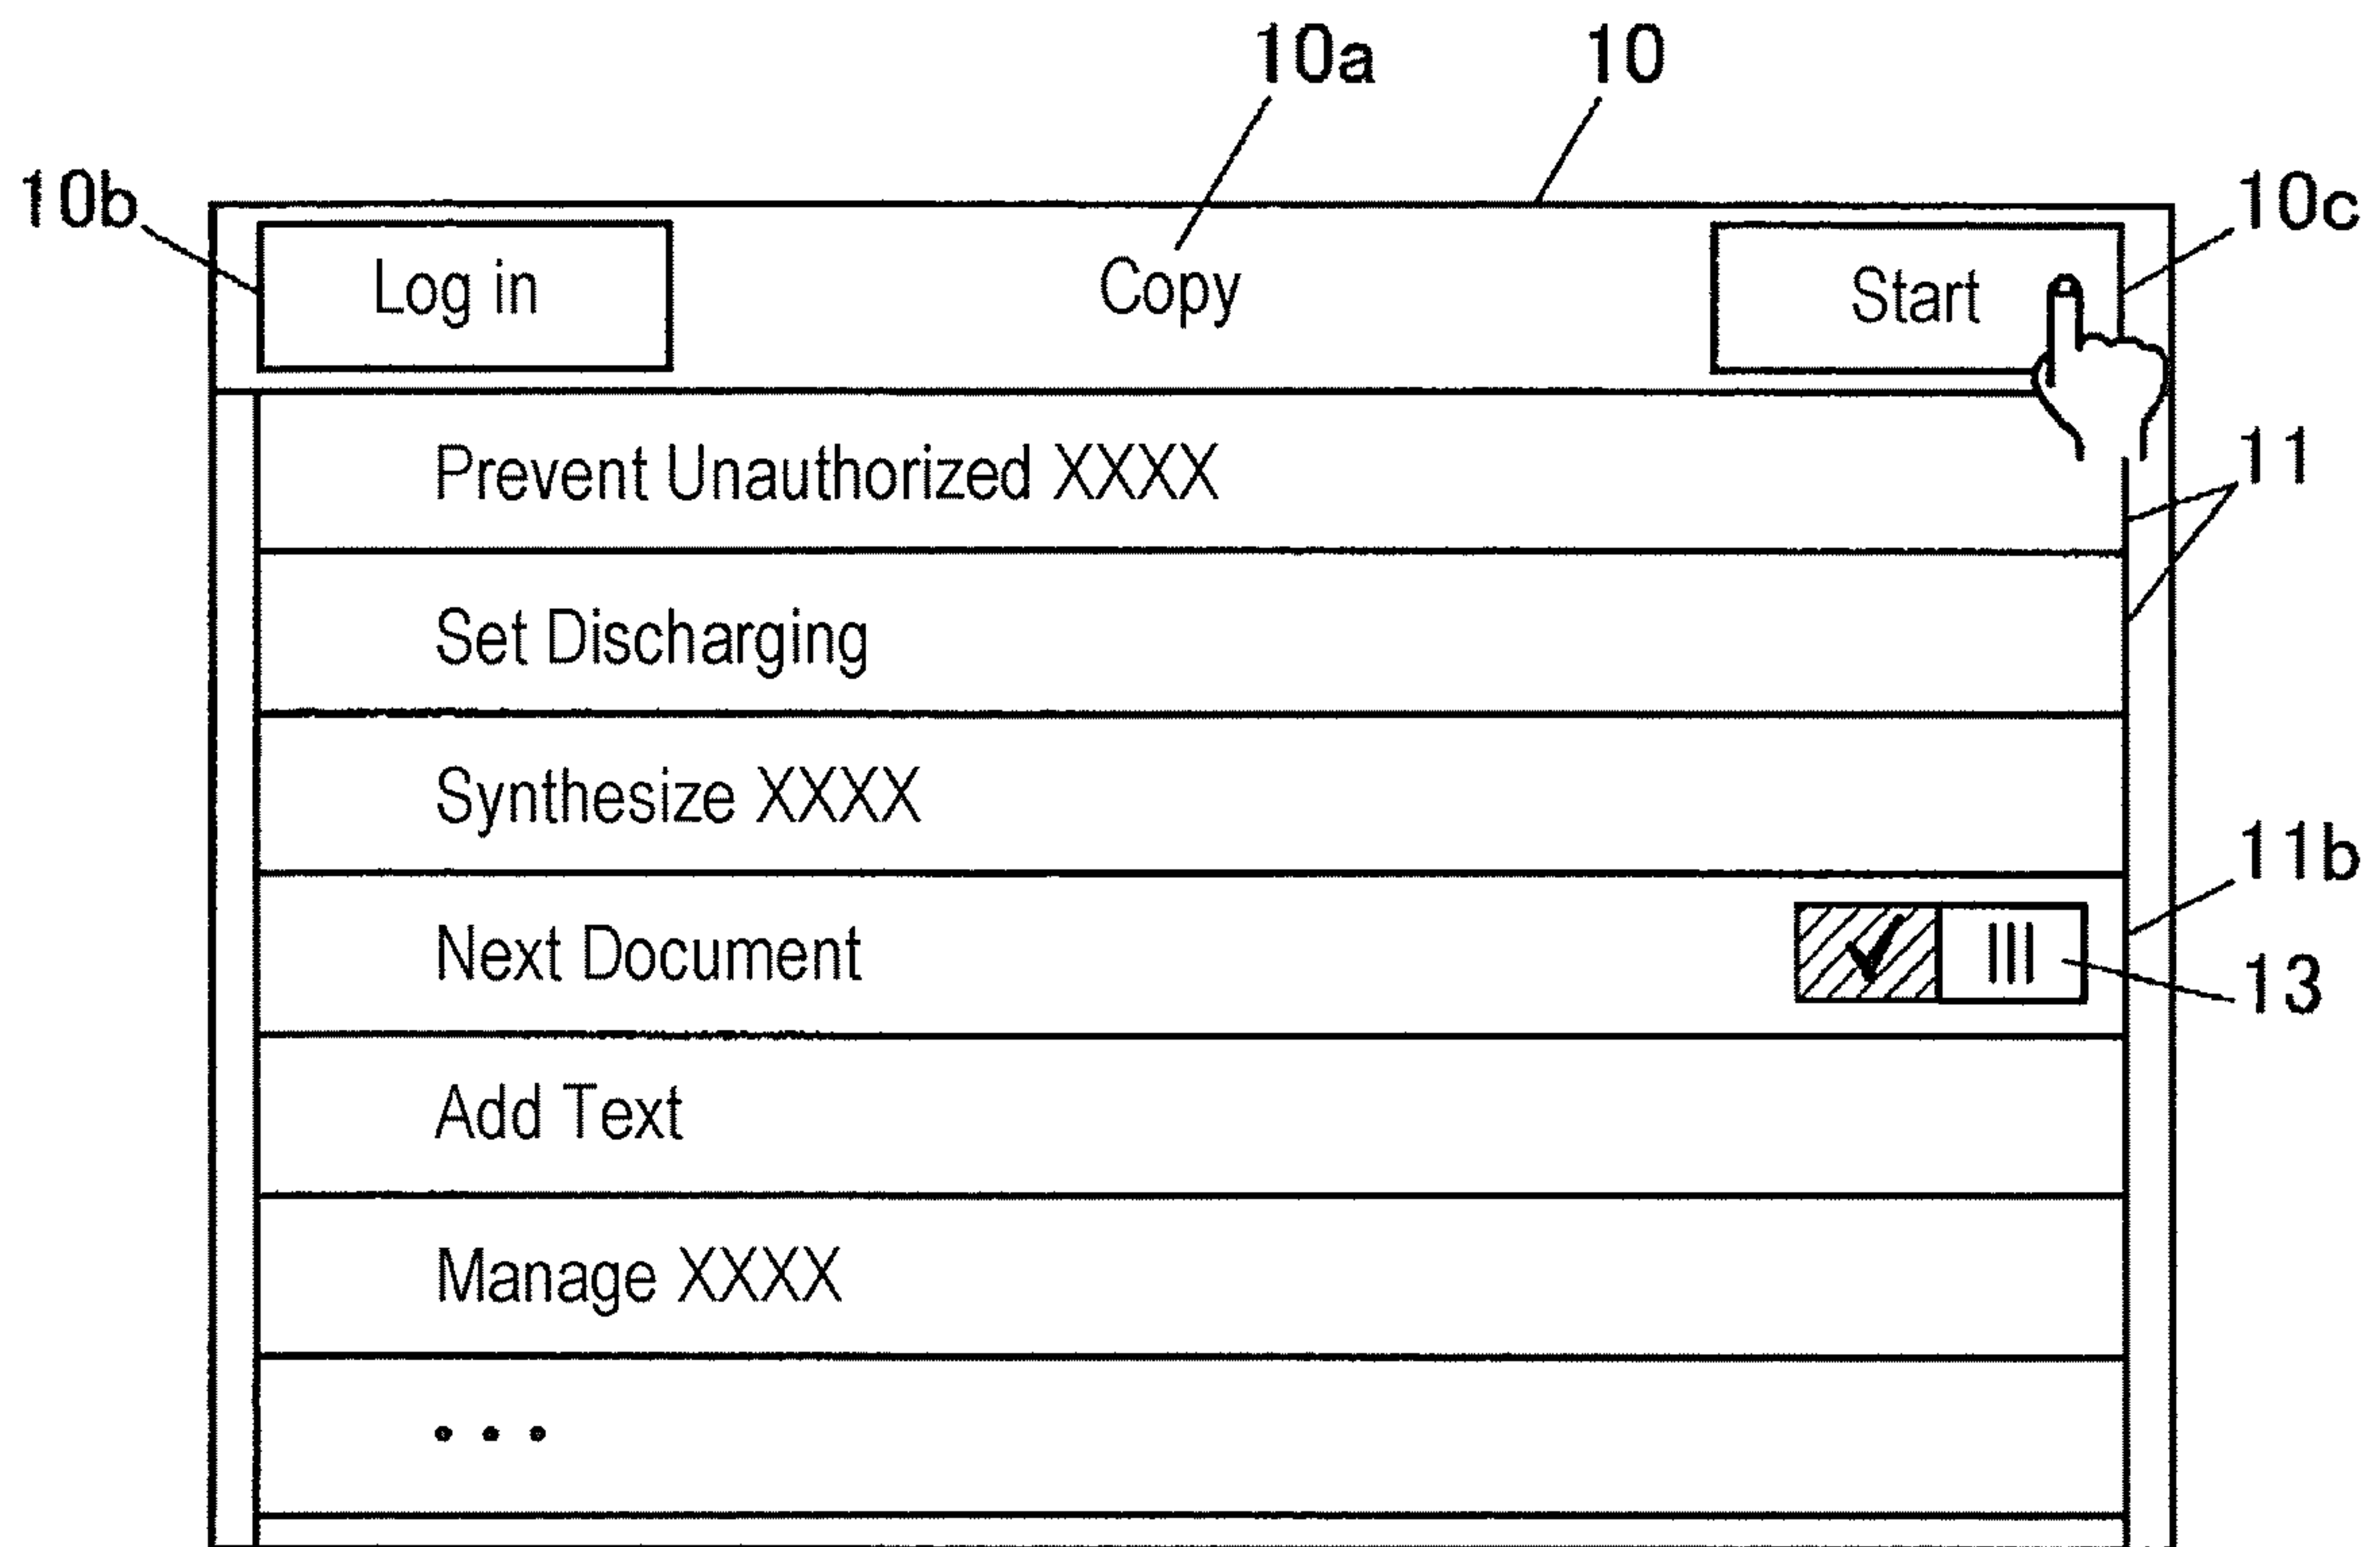 10a 10
10b 10c
Log in Copy Start
Prevent Unauthorized XXXX
11
Set Discharging
Synthesize XXXX
11b
Next Document
13
Add Text
Manage XXXX
• • •